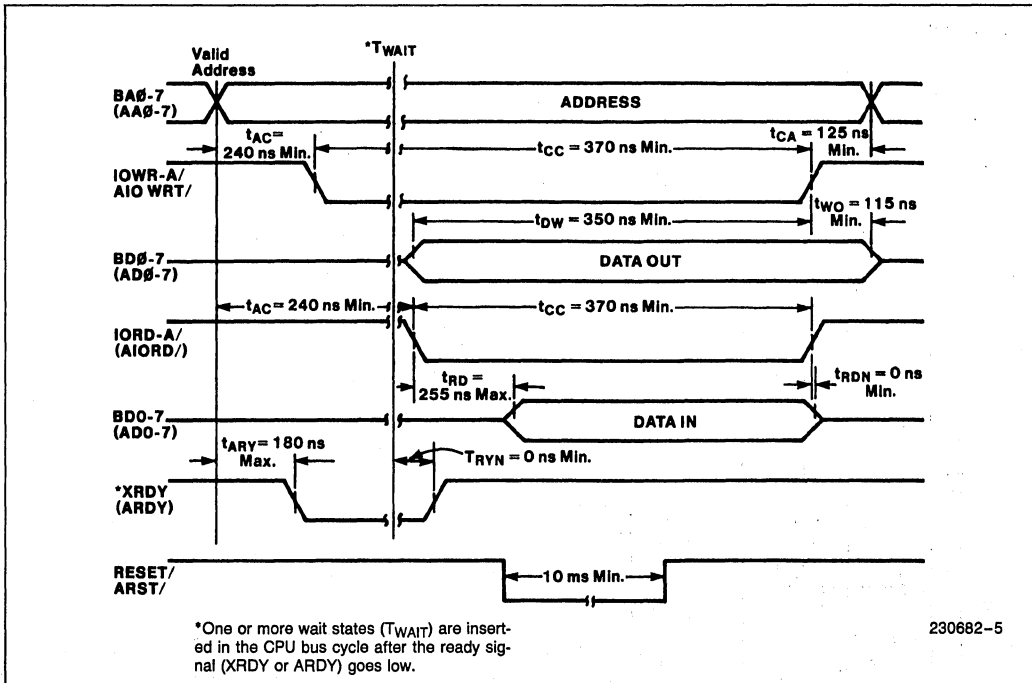 *TWAIT
Valid
Address
BAØ-7
(AAØ-7)
ADDRESS
tAC=
240 ns Min.
tCC = 370 ns Min.
tCA = 125 ns
Min.
IOWR-A/
AIO WRT/
tDW = 350 ns Min.
tWO = 115 ns
Min.
BDØ-7
(ADØ-7)
DATA OUT
tAC = 240 ns Min.
tCC = 370 ns Min.
IORD-A/
(AIORD/)
tRD =
255 ns Max.
tRDN = 0 ns
Min.
BD0-7
(AD0-7)
DATA IN
tARY = 180 ns
Max.
TRYN = 0 ns Min.
*XRDY
(ARDY)
RESET/
ARST/
10 ms Min.
*One or more wait states (TWAIT) are insert-
ed in the CPU bus cycle after the ready sig-
nal (XRDY or ARDY) goes low.
230682–5